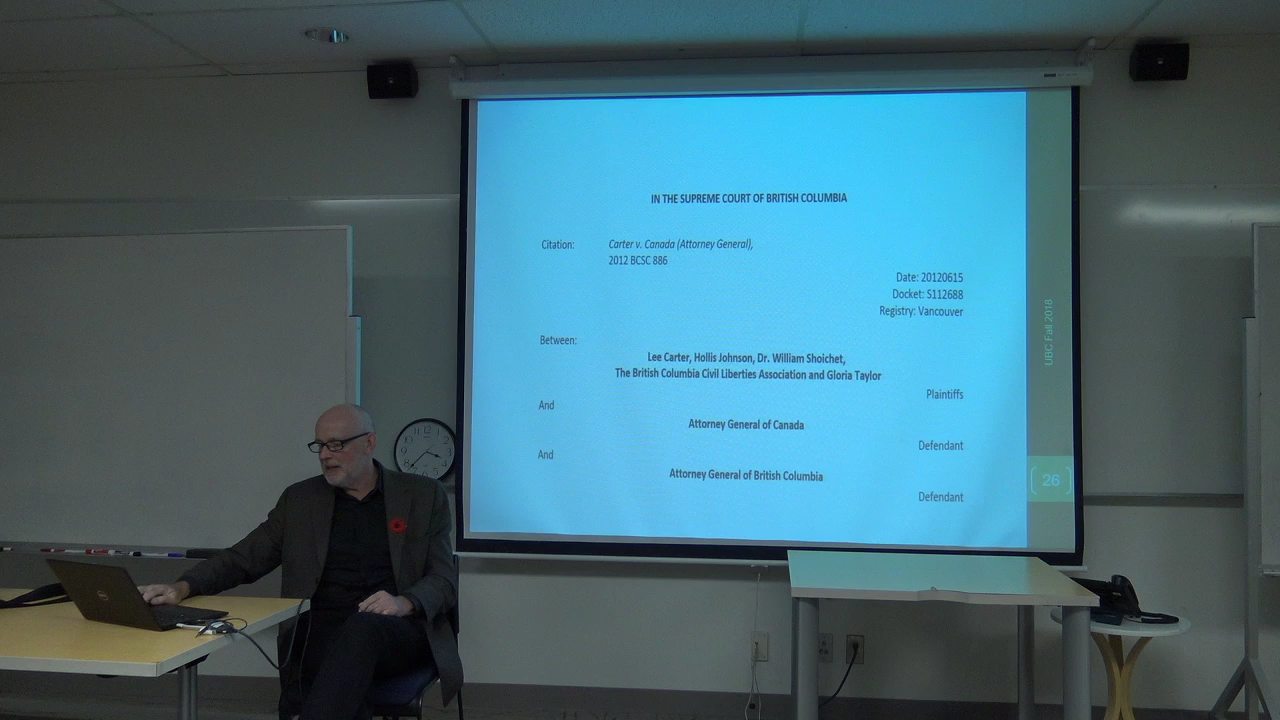 IN THE SUPREME COURT OF BRITISH COLUMBIA
Citation: Carter v. Canada (Attorney General),
2012 BCSC 886
Date: 20120615
Docket: S112688
Registry: Vancouver
Between:
Lee Carter, Hollis Johnson, Dr. William Shoichet,
The British Columbia Civil Liberties Association and Gloria Taylor
Plaintiffs
And
Attorney General of Canada
Defendant
And
Attorney General of British Columbia
Defendant
UBC Fall 2018
26